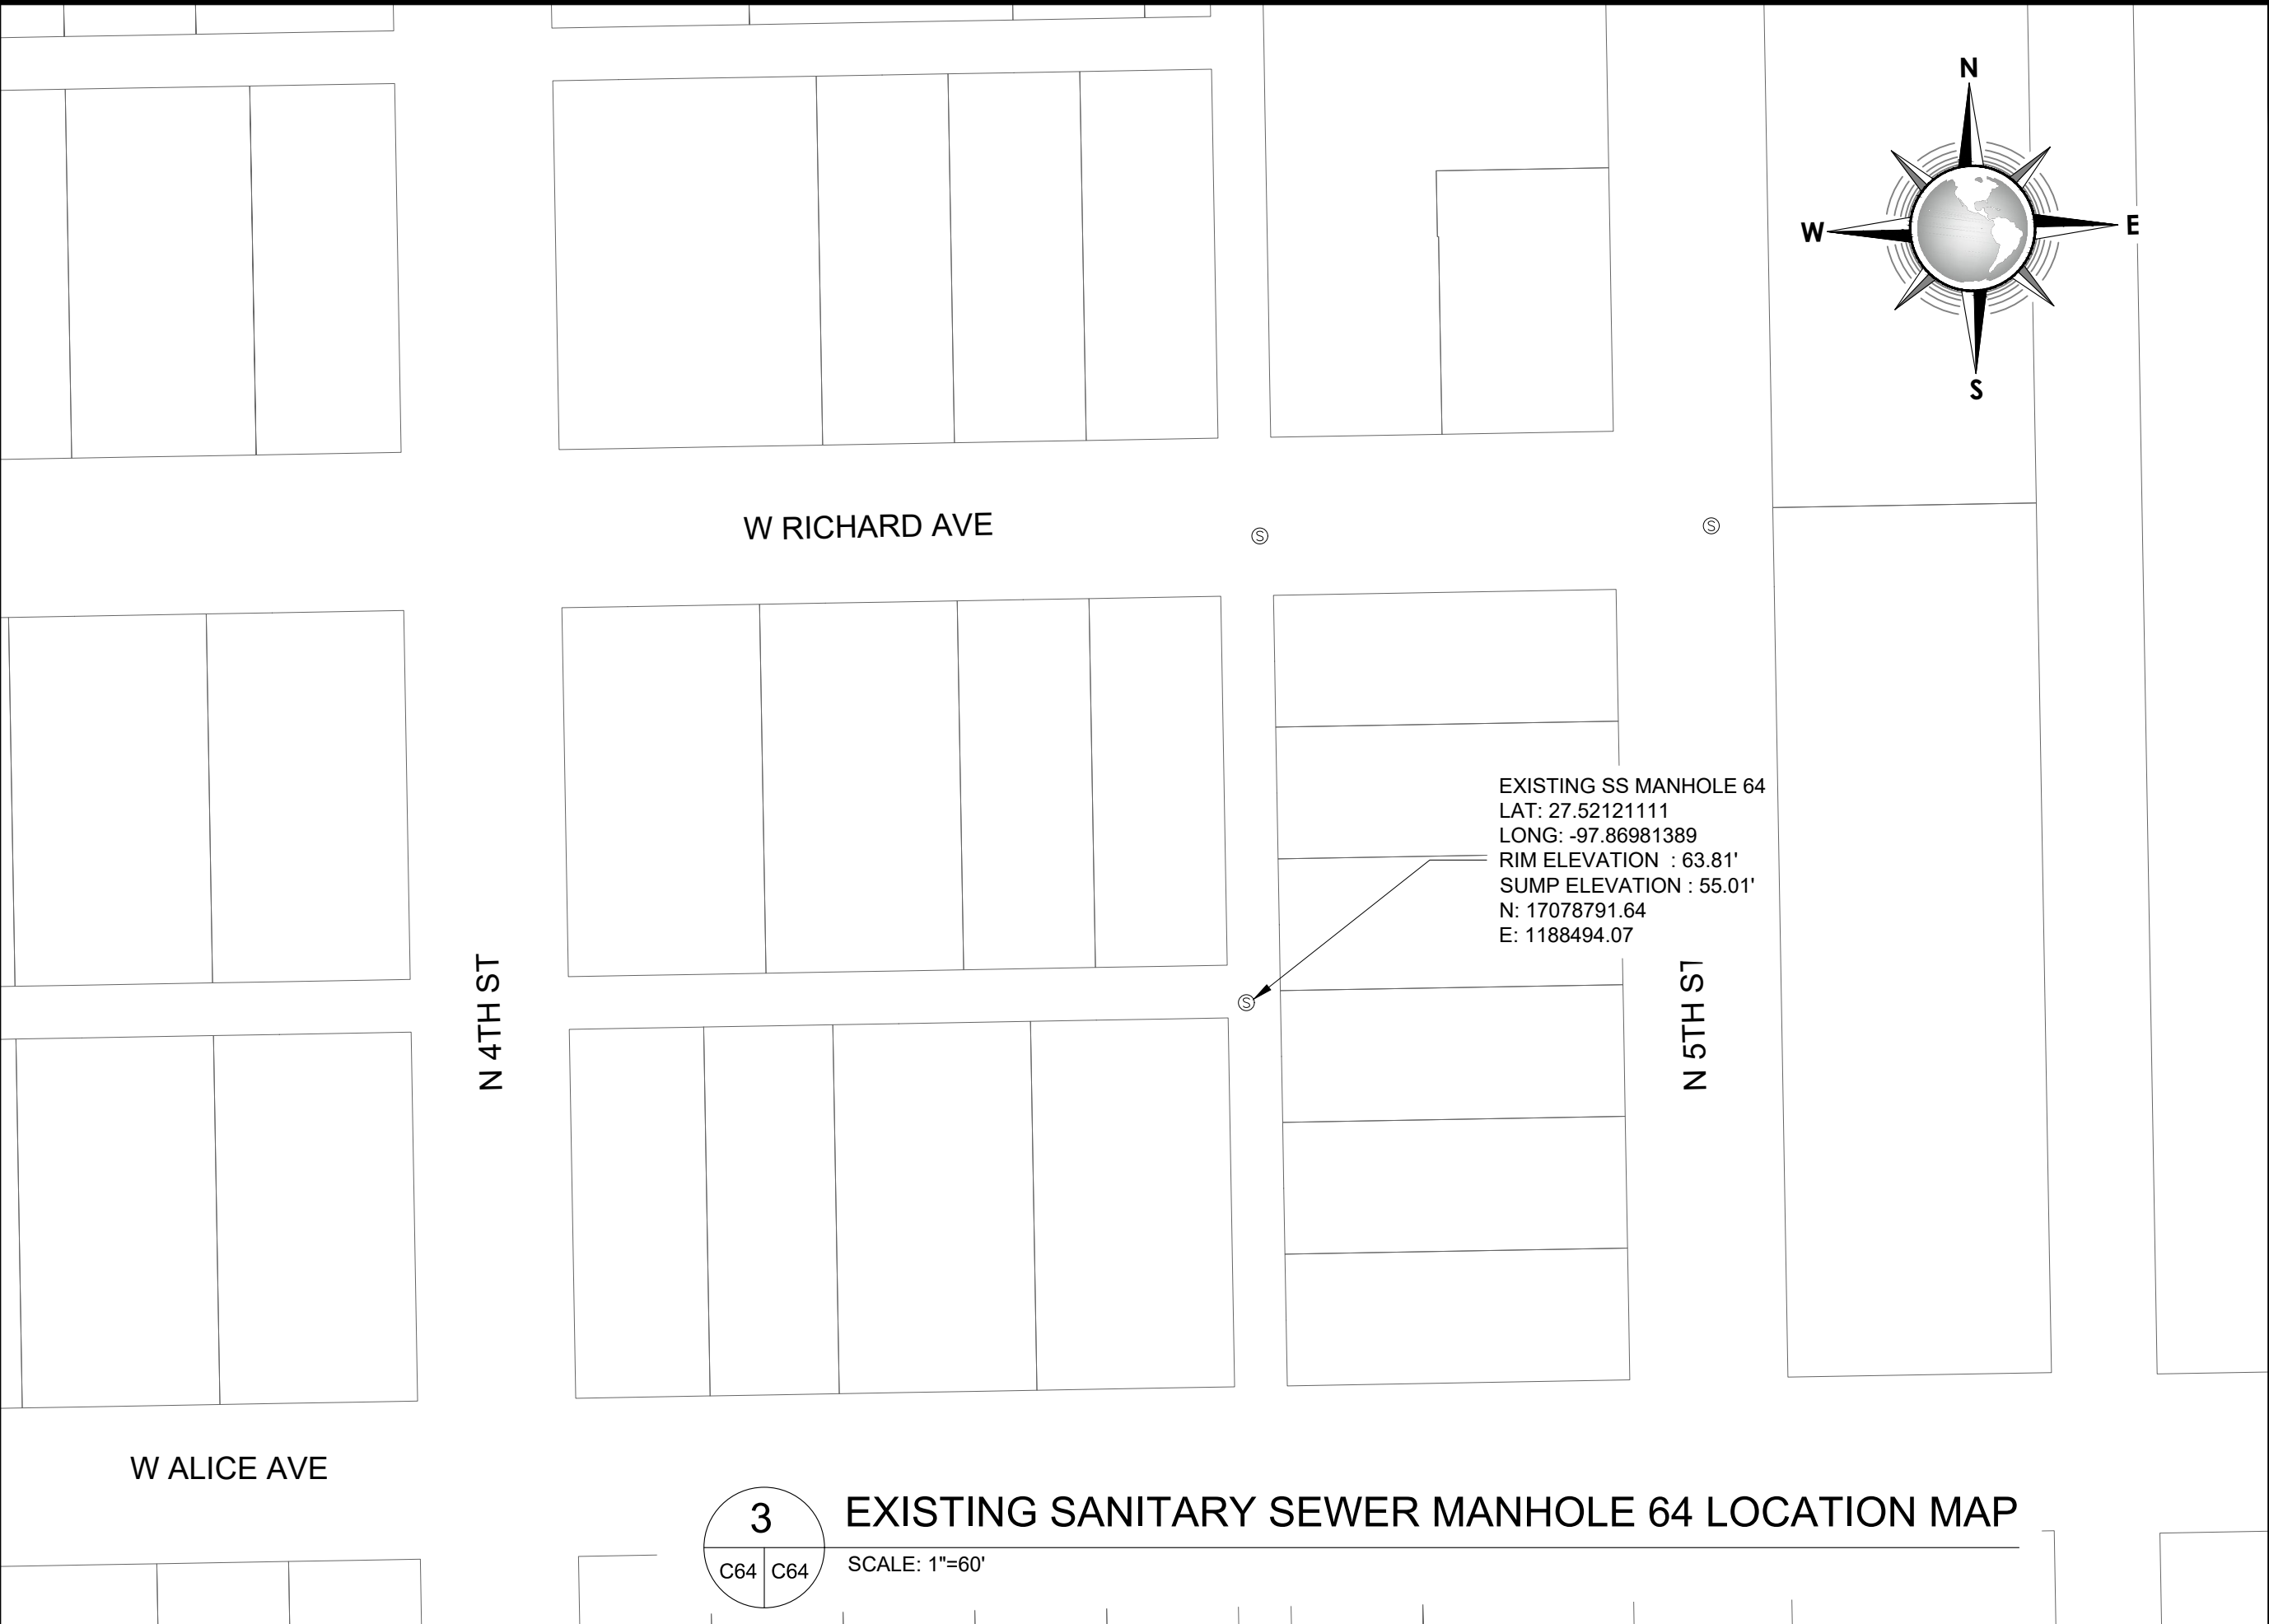 N
W
E
S
W RICHARD AVE
S
S
EXISTING SS MANHOLE 64
LAT: 27.52121111
LONG: -97.86981389
RIM ELEVATION : 63.81'
SUMP ELEVATION : 55.01'
N: 17078791.64
E: 1188494.07
S
N 4TH ST
N 5TH ST
W ALICE AVE
3
C64
C64
EXISTING SANITARY SEWER MANHOLE 64 LOCATION MAP
SCALE: 1"=60'